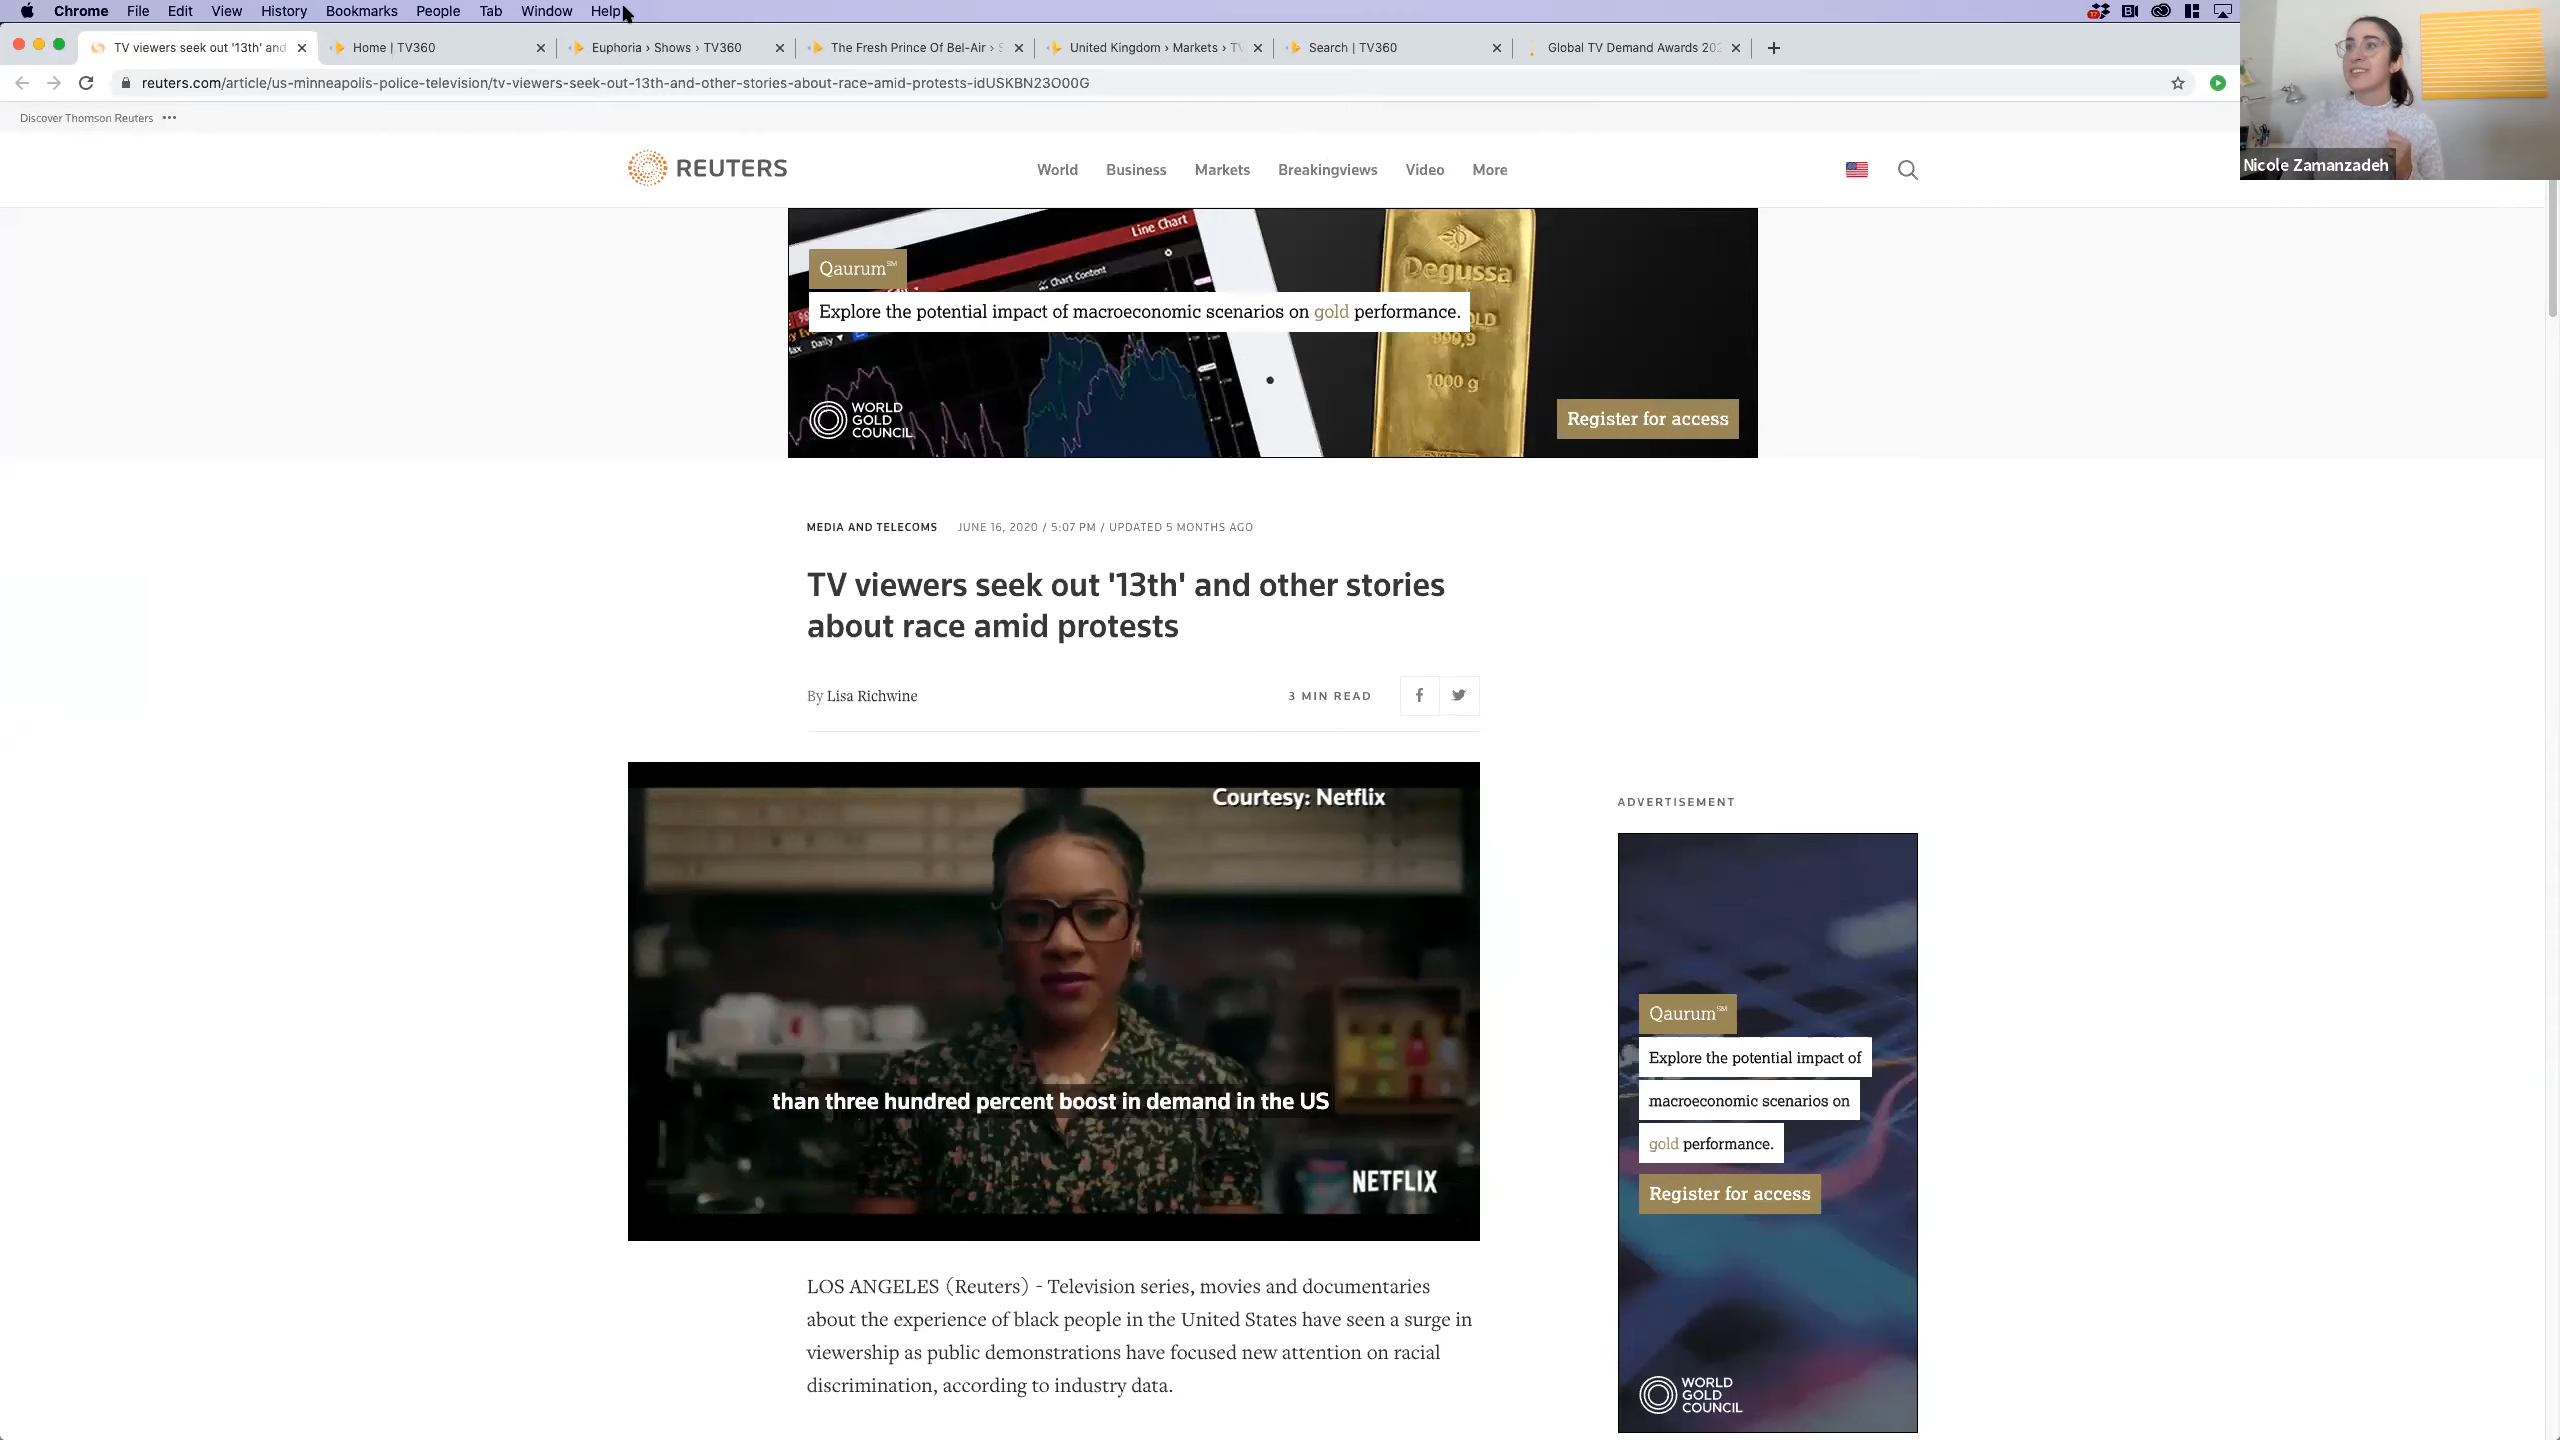 Chrome File Edit View History Bookmarks People Tab Window Help
TV viewers seek out '13th' and
Home | TV360
Euphoria › Shows › TV360
The Fresh Prince Of Bel-Air › S
United Kingdom › Markets › TV
Search | TV360
Global TV Demand Awards 202
reuters.com/article/us-minneapolis-police-television/tv-viewers-seek-out-13th-and-other-stories-about-race-amid-protests-idUSKBN23O00G
Nicole Zamanzadeh
Discover Thomson Reuters •••
REUTERS
World Business Markets Breakingviews Video More
Line Chart
Chart Content
Qaurum℠
Explore the potential impact of macroeconomic scenarios on gold performance.
Daily
Degussa
999,9
1000 g
WORLD
GOLD
COUNCIL
Register for access
MEDIA AND TELECOMS JUNE 16, 2020 / 5:07 PM / UPDATED 5 MONTHS AGO
TV viewers seek out '13th' and other stories
about race amid protests
By Lisa Richwine
3 MIN READ
Courtesy: Netflix
than three hundred percent boost in demand in the US
NETFLIX
ADVERTISEMENT
Qaurum℠
Explore the potential impact of
macroeconomic scenarios on
gold performance.
Register for access
WORLD
GOLD
COUNCIL
LOS ANGELES (Reuters) - Television series, movies and documentaries
about the experience of black people in the United States have seen a surge in
viewership as public demonstrations have focused new attention on racial
discrimination, according to industry data.